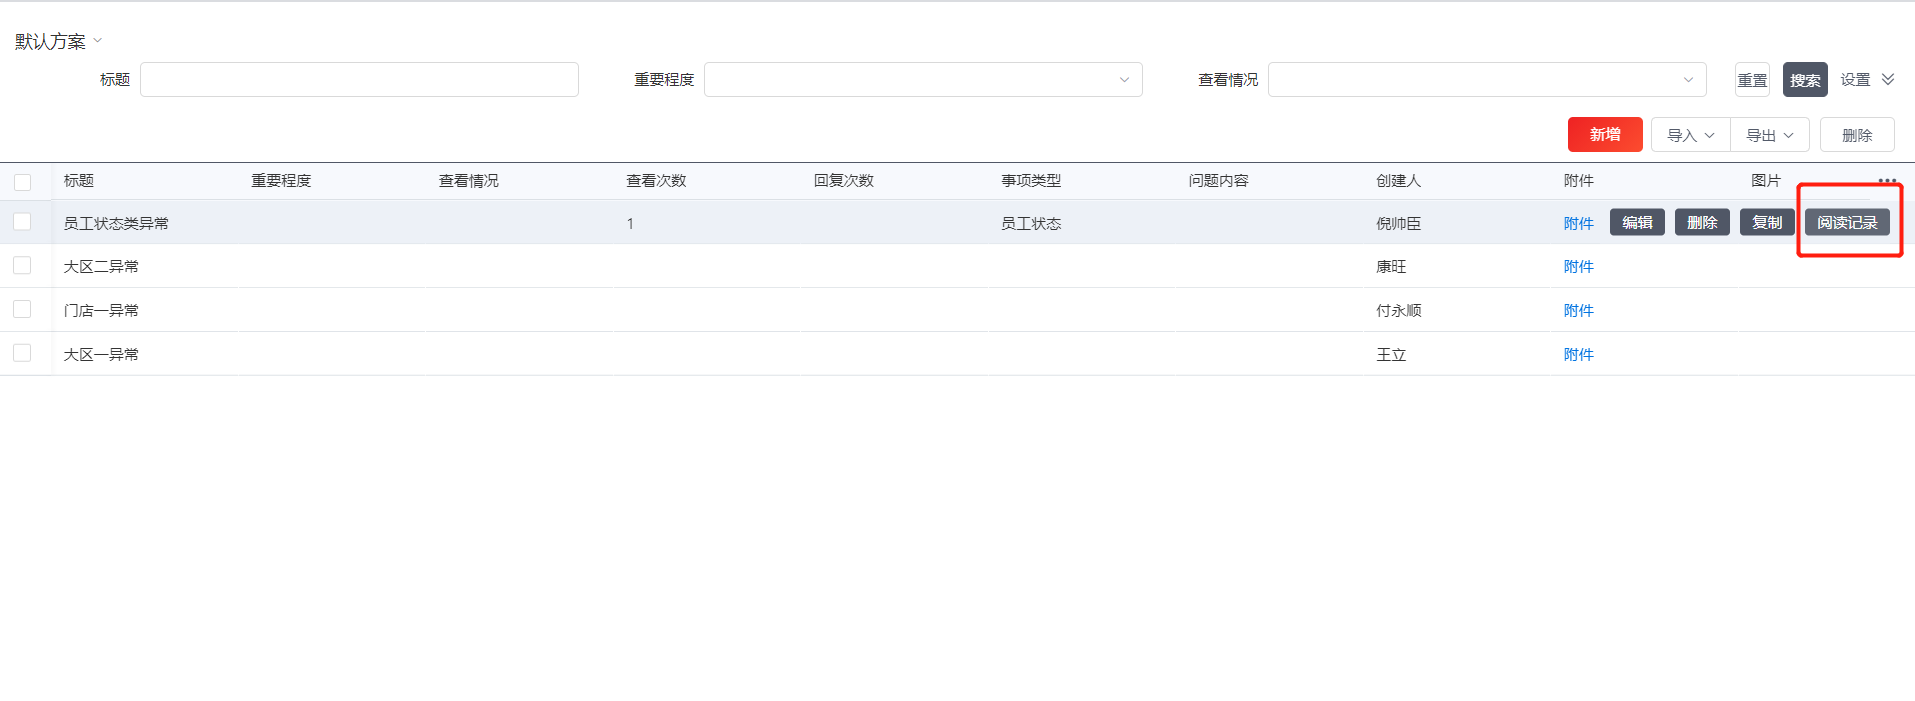 默认方案
标题 重要程度 查看情况 重置 搜索 设置
新增 导入 导出 删除
标题 重要程度 查看情况 查看次数 回复次数 事项类型 问题内容 创建人 附件 图片
员工状态类异常 1 员工状态 倪帅臣 附件 编辑 删除 复制 阅读记录
大区二异常 康旺 附件
门店一异常 付永顺 附件
大区一异常 王立 附件